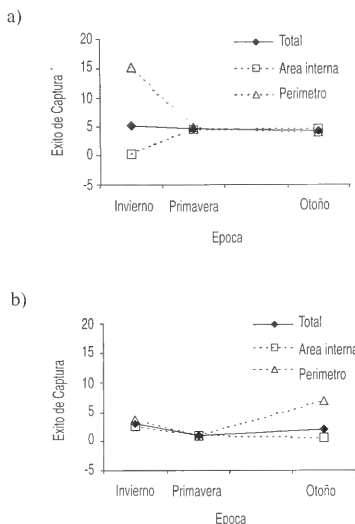 a)
20
15
10
5
0
-5
Exito de Captura
Total
Area interna
Perimetro
Invierno Primavera Otoño
Epoca
b)
20
15
10
5
0
-5
Exito de Captura
Total
Area interna
Perimetro
Invierno Primavera Otoño
Epoca